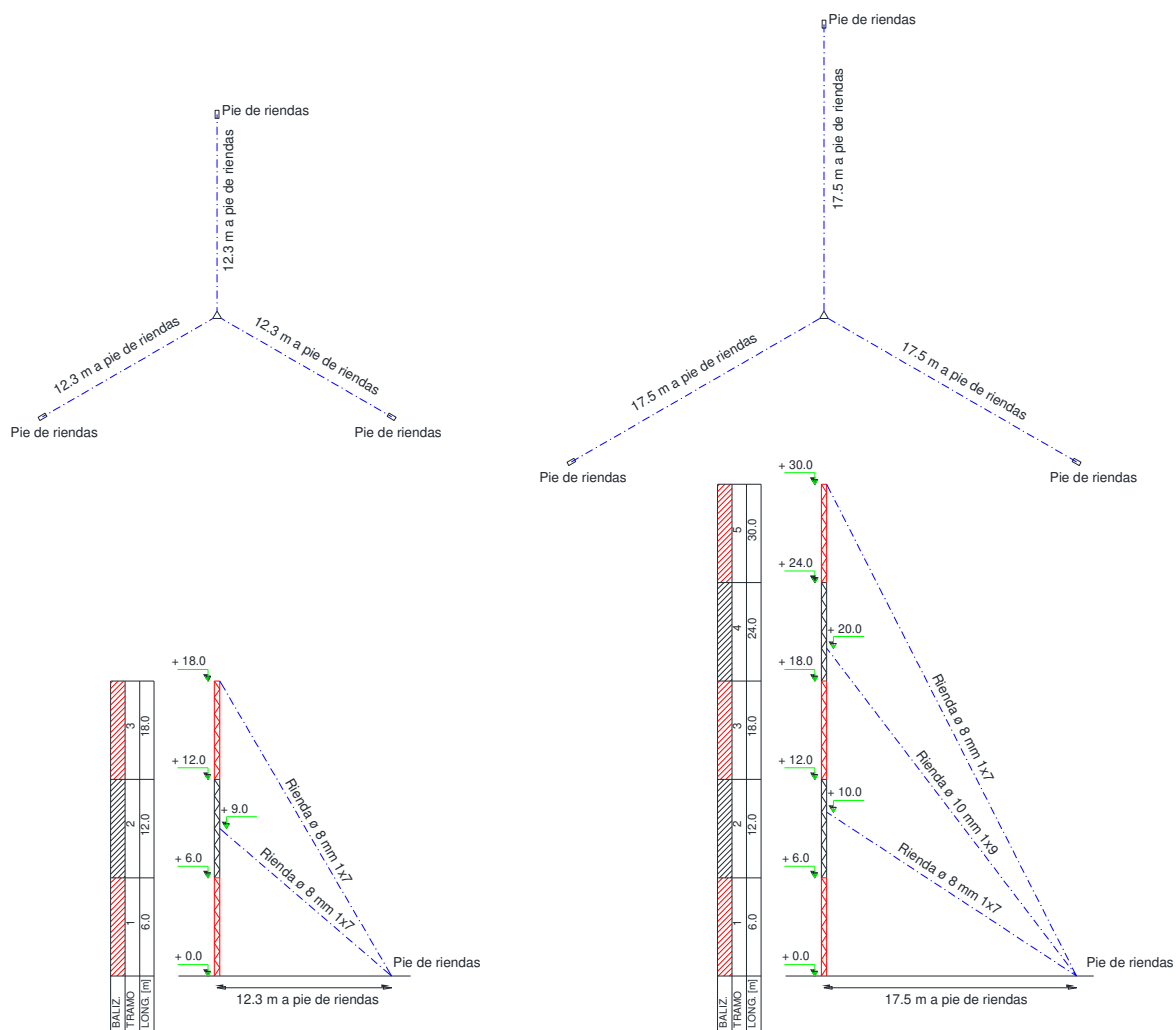 Pie de riendas
12.3 m a pie de riendas
12.3 m a pie de riendas
12.3 m a pie de riendas
Pie de riendas
Pie de riendas
Pie de riendas
17.5 m a pie de riendas
17.5 m a pie de riendas
17.5 m a pie de riendas
Pie de riendas
Pie de riendas
+ 18.0
+ 12.0
+ 9.0
+ 6.0
+ 0.0
3
18.0
2
12.0
1
6.0
BALIZ.
TRAMO
LONG. [m]
Rienda ø 8 mm 1x7
Rienda ø 8 mm 1x7
Pie de riendas
12.3 m a pie de riendas
+ 30.0
+ 24.0
+ 20.0
+ 18.0
+ 12.0
+ 10.0
+ 6.0
+ 0.0
5
30.0
4
24.0
3
18.0
2
12.0
1
6.0
BALIZ.
TRAMO
LONG. [m]
Rienda ø 8 mm 1x7
Rienda ø 10 mm 1x9
Rienda ø 8 mm 1x7
Pie de riendas
17.5 m a pie de riendas